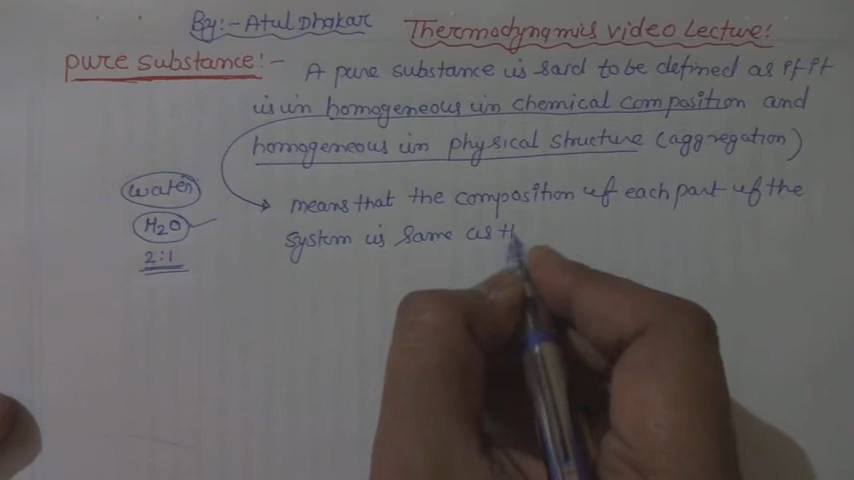 By:- Atul Dhakar
Thermodynamics video Lecture:
pure substance:- A pure substance is said to be defined as if it
is in homogeneous in chemical composition and
homogeneous in physical structure (aggregation)
water
H2O
2:1
means that the composition of each part of the
system is same as th